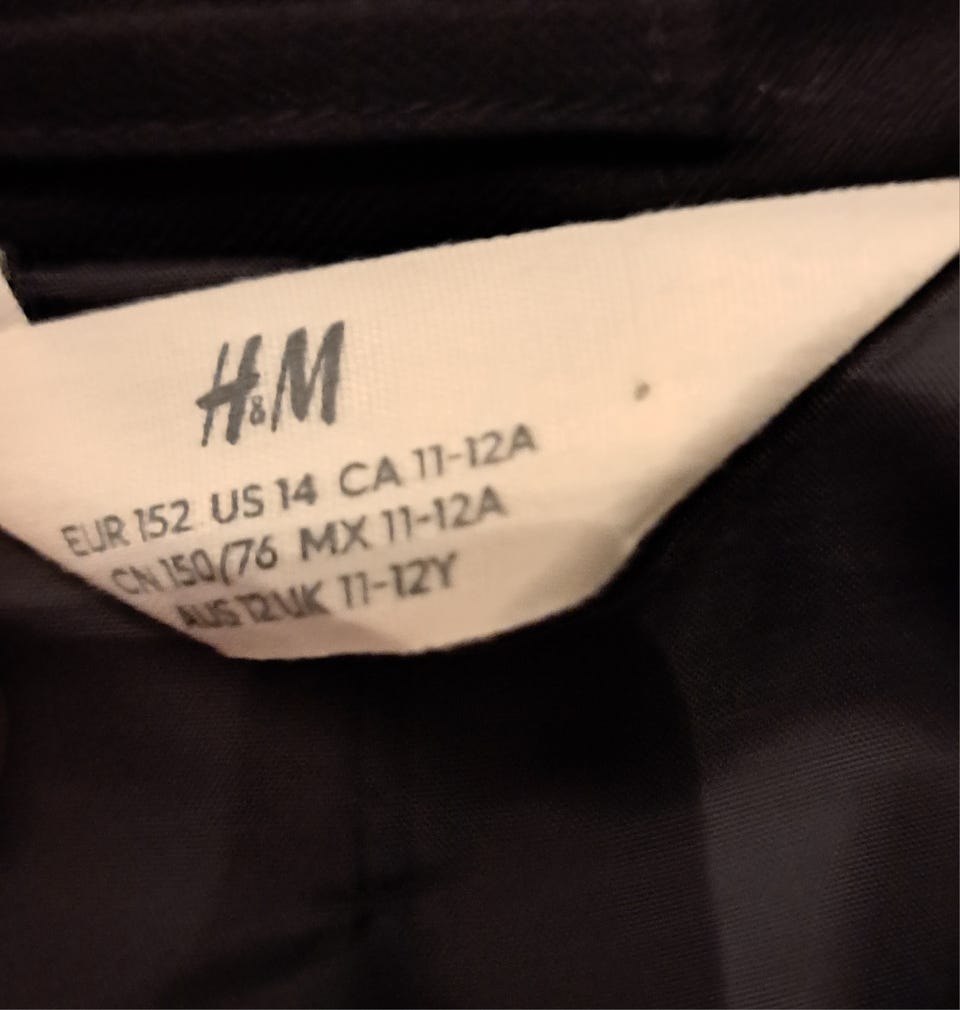 H&M
EUR 152 US 14 CA 11-12A
CN 150/76 MX 11-12A
AUS 12 UK 11-12Y